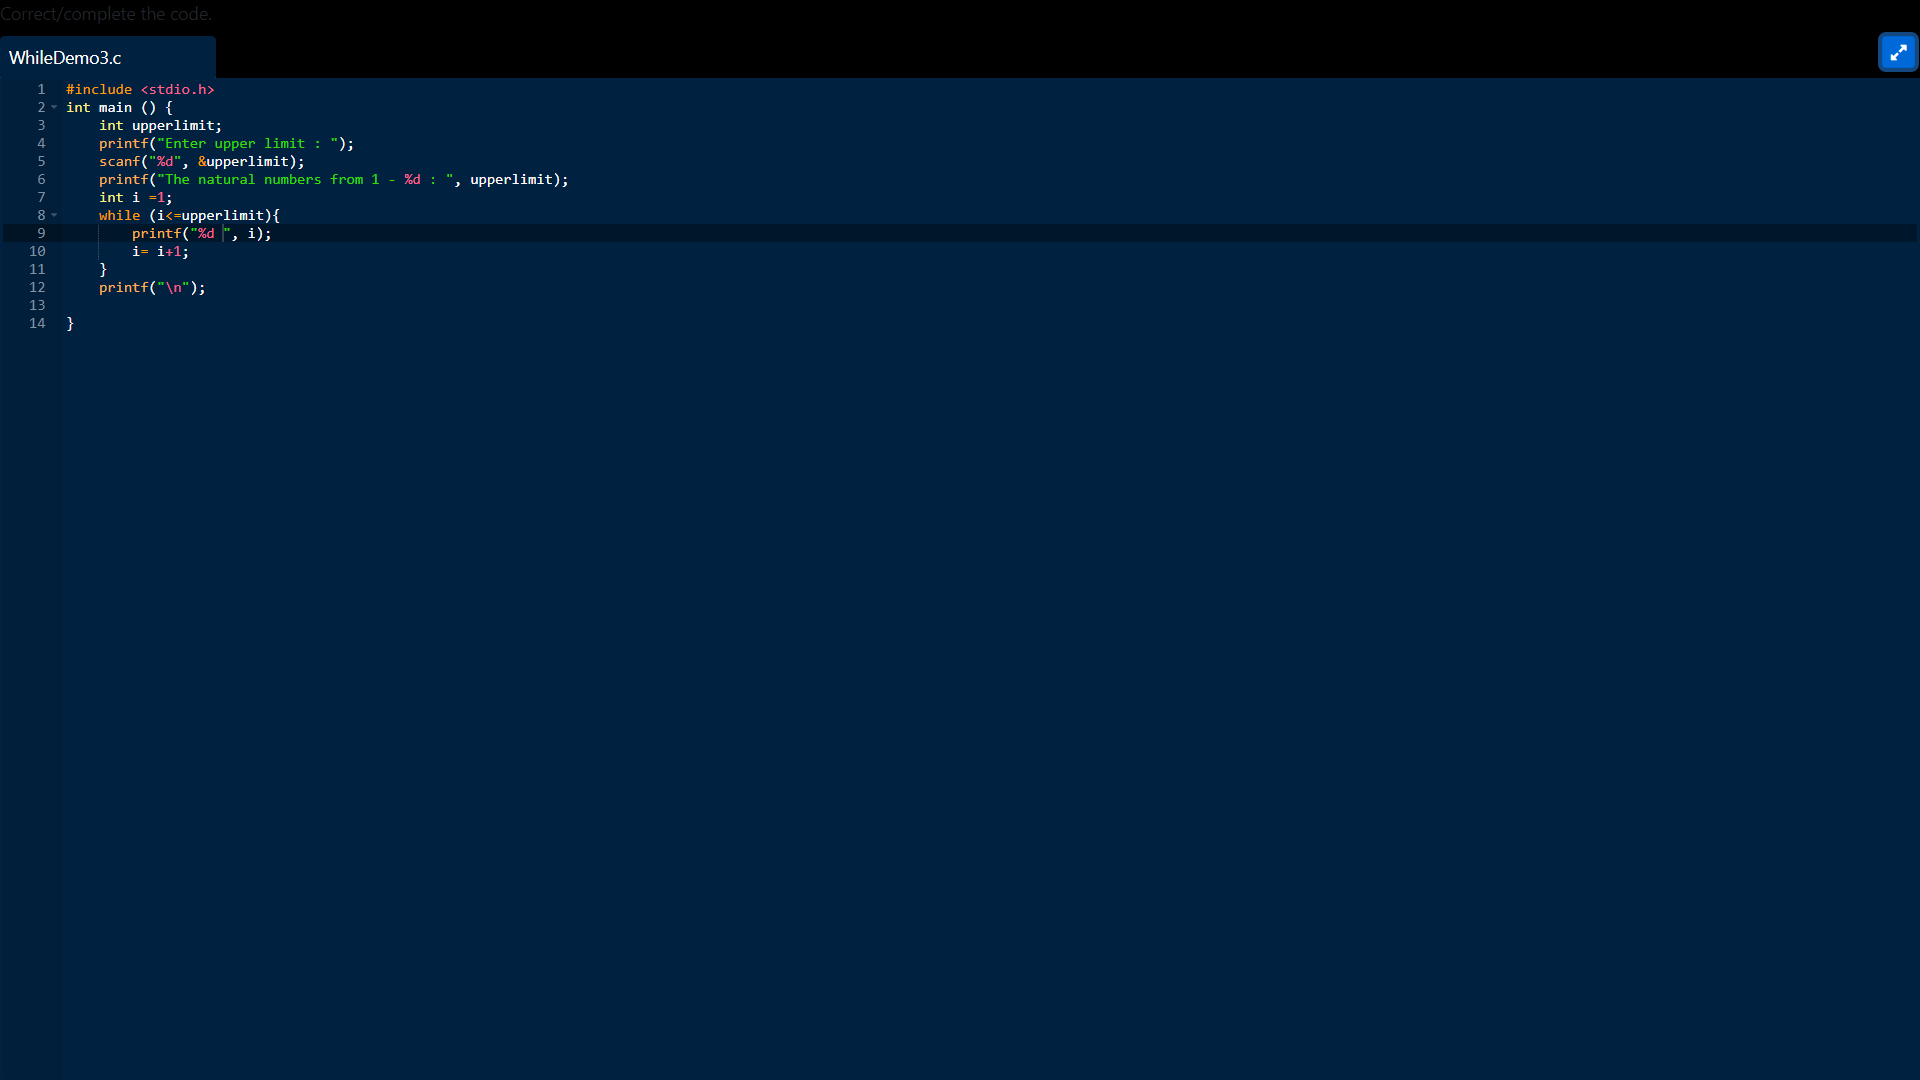 Correct/complete the code.
WhileDemo3.c
1 #include <stdio.h>
2 int main () {
3     int upperlimit;
4     printf("Enter upper limit : ");
5     scanf("%d", &upperlimit);
6     printf("The natural numbers from 1 - %d : ", upperlimit);
7     int i =1;
8     while (i<=upperlimit){
9         printf("%d ", i);
10         i= i+1;
11     }
12     printf("\n");
13
14 }